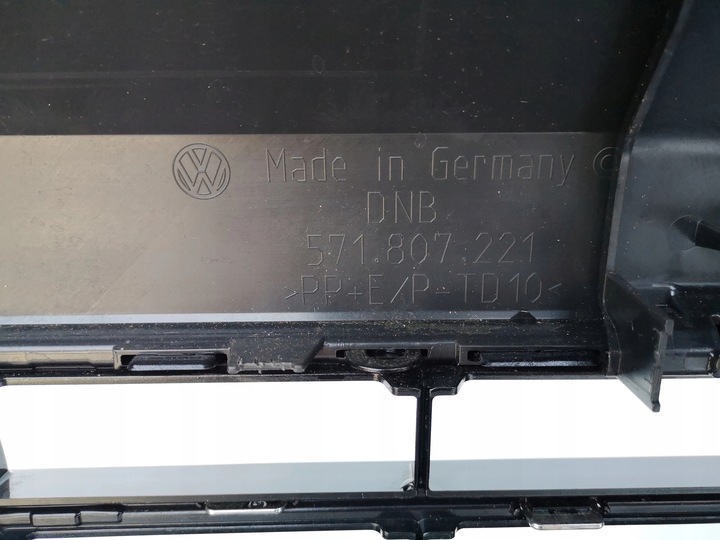 Made in Germany ©
DNB
571.807.221
>PP+E/P-TD10<